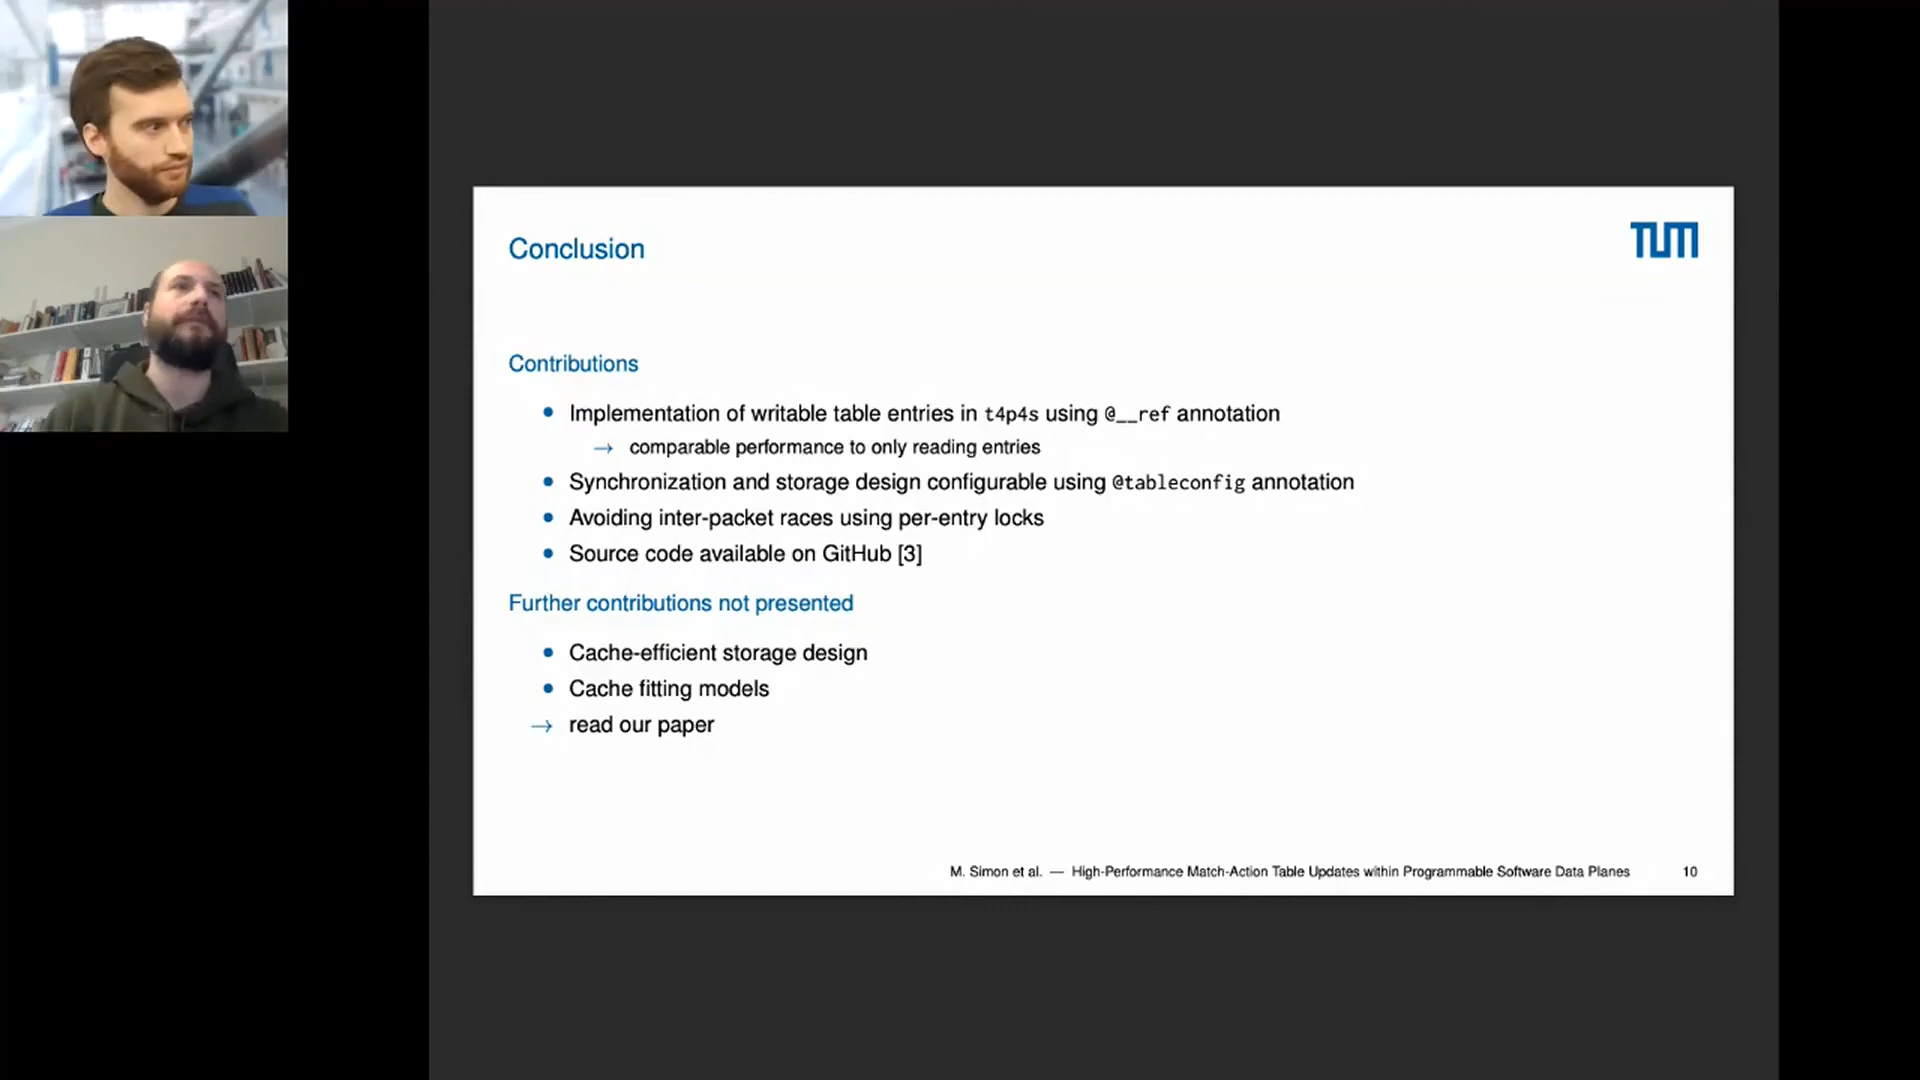 Conclusion
TUM
Contributions
Implementation of writable table entries in t4p4s using @__ref annotation
→ comparable performance to only reading entries
Synchronization and storage design configurable using @tableconfig annotation
Avoiding inter-packet races using per-entry locks
Source code available on GitHub [3]
Further contributions not presented
Cache-efficient storage design
Cache fitting models
→ read our paper
M. Simon et al. — High-Performance Match-Action Table Updates within Programmable Software Data Planes 10